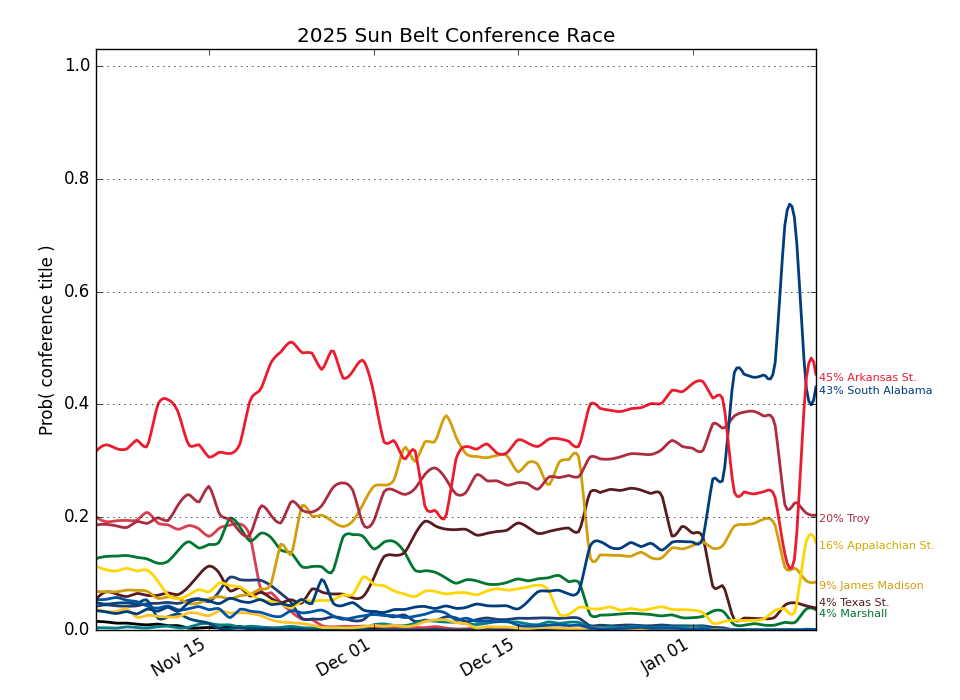 2025 Sun Belt Conference Race
Prob( conference title )
1.0
0.8
0.6
0.4
0.2
0.0
45% Arkansas St.
43% South Alabama
20% Troy
16% Appalachian St.
9% James Madison
4% Texas St.
4% Marshall
Nov 15
Dec 01
Dec 15
Jan 01